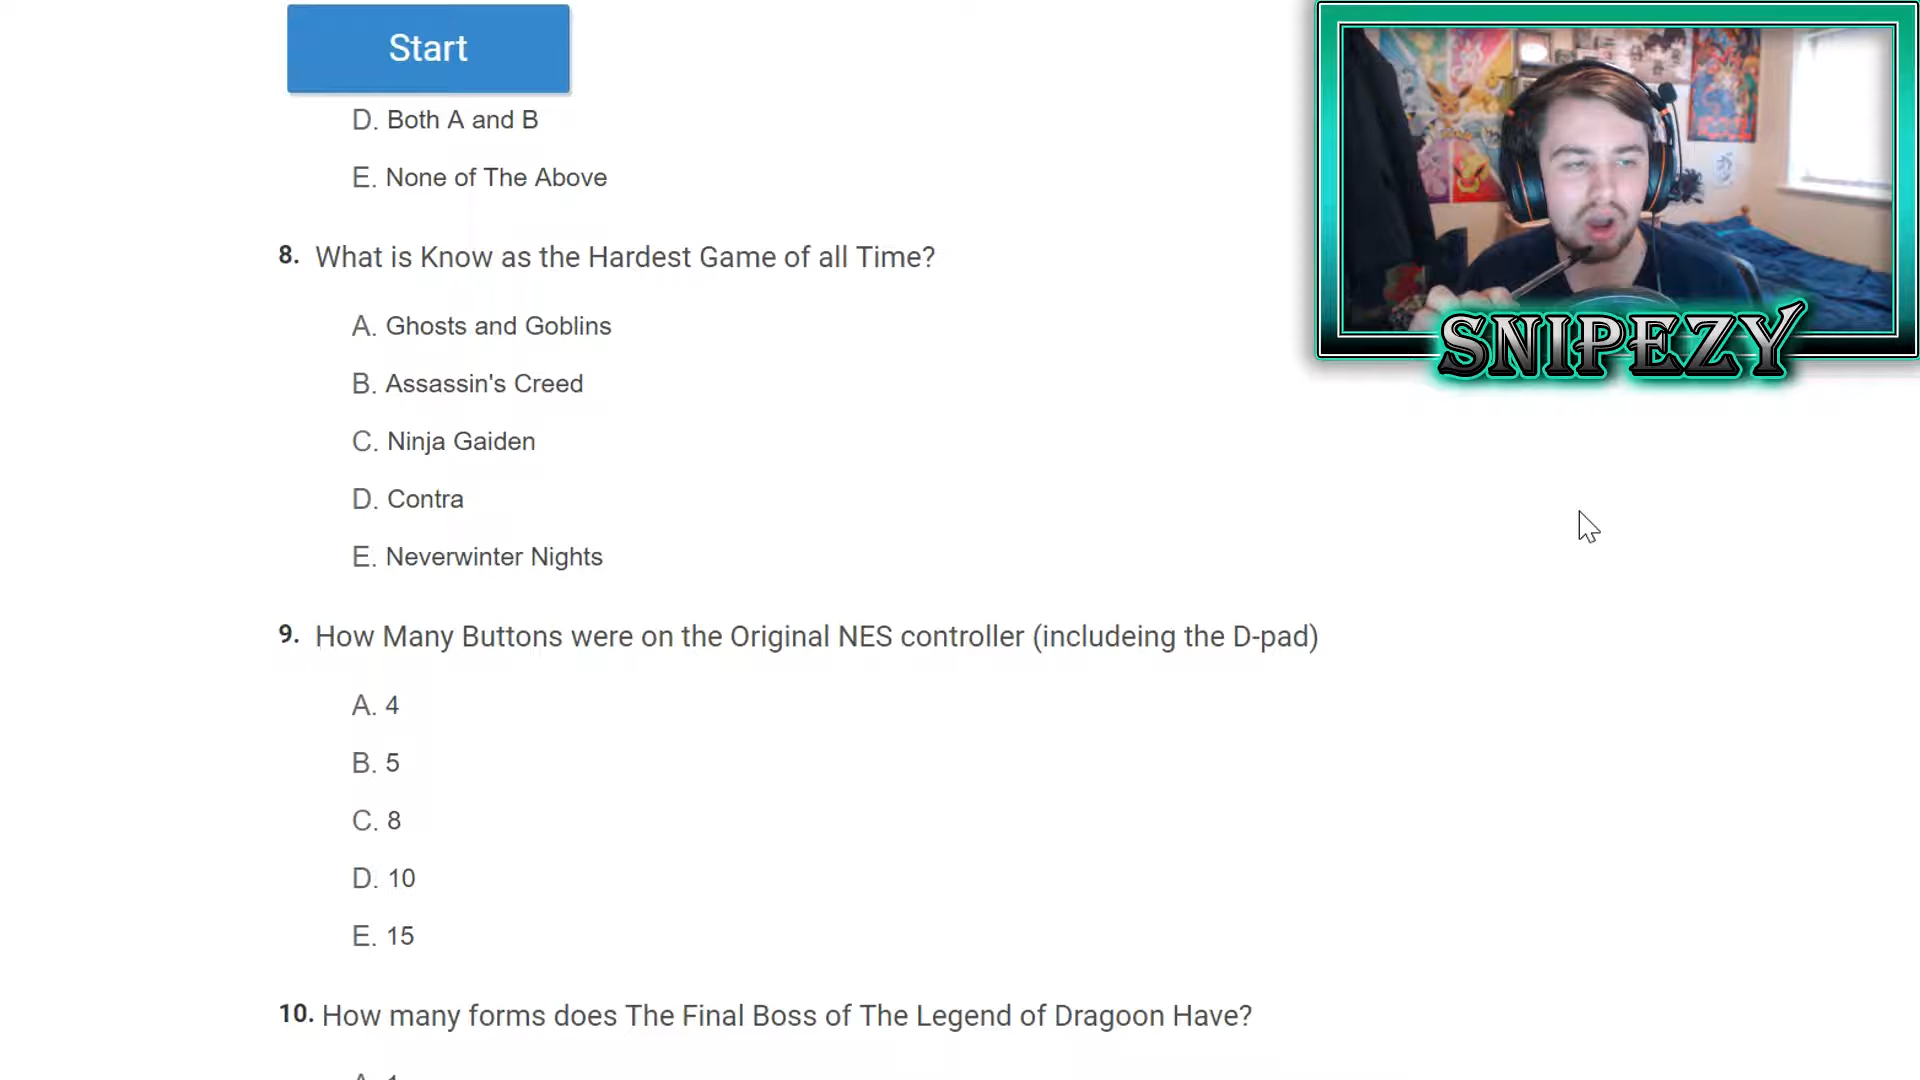 Start
D. Both A and B
E. None of The Above
8. What is Know as the Hardest Game of all Time?
A. Ghosts and Goblins
B. Assassin's Creed
C. Ninja Gaiden
D. Contra
E. Neverwinter Nights
9. How Many Buttons were on the Original NES controller (includeing the D-pad)
A. 4
B. 5
C. 8
D. 10
E. 15
10. How many forms does The Final Boss of The Legend of Dragoon Have?
SNIPEZY